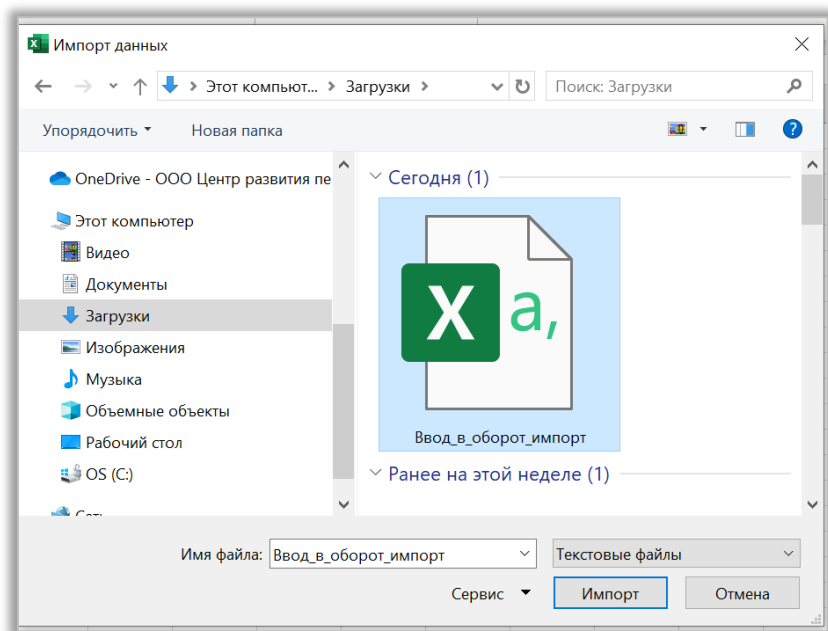 Импорт данных
Этот компьют... > Загрузки >
Поиск: Загрузки
Упорядочить
Новая папка
?
OneDrive - ООО Центр развития пе
Этот компьютер
Видео
Документы
Загрузки
Изображения
Музыка
Объемные объекты
Рабочий стол
OS (C:)
Сегодня (1)
X a,
Ввод_в_оборот_импорт
Ранее на этой неделе (1)
Имя файла: Ввод_в_оборот_импорт
Текстовые файлы
Сервис
Импорт
Отмена